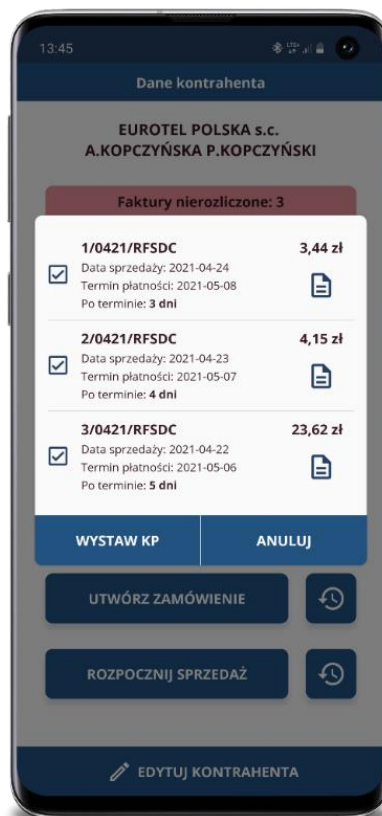 13:45
Dane kontrahenta
EUROTEL POLSKA s.c.
A.KOPCZYŃSKA P.KOPCZYŃSKI
Faktury nierozliczone: 3
1/0421/RFSDC 3,44 zł
Data sprzedaży: 2021-04-24
Termin płatności: 2021-05-08
Po terminie: 3 dni
2/0421/RFSDC 4,15 zł
Data sprzedaży: 2021-04-23
Termin płatności: 2021-05-07
Po terminie: 4 dni
3/0421/RFSDC 23,62 zł
Data sprzedaży: 2021-04-22
Termin płatności: 2021-05-06
Po terminie: 5 dni
WYSTAW KP ANULUJ
UTWÓRZ ZAMÓWIENIE
ROZPOCZNIJ SPRZEDAŻ
EDYTUJ KONTRAHENTA